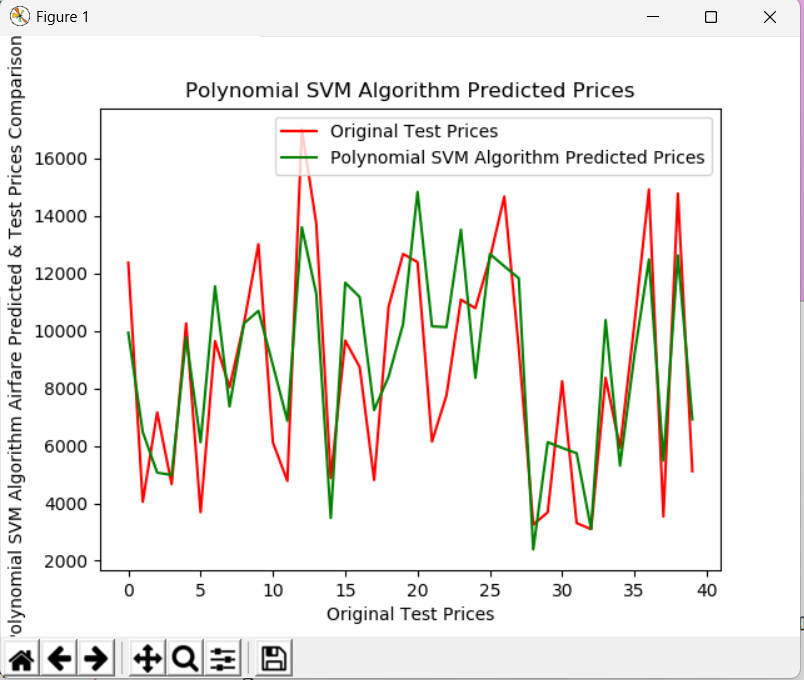 Figure 1
Polynomial SVM Algorithm Predicted Prices
Original Test Prices
Polynomial SVM Algorithm Predicted Prices
16000
14000
12000
10000
8000
6000
4000
2000
0 5 10 15 20 25 30 35 40
Original Test Prices
olynomial SVM Algorithm Airfare Predicted & Test Prices Comparison